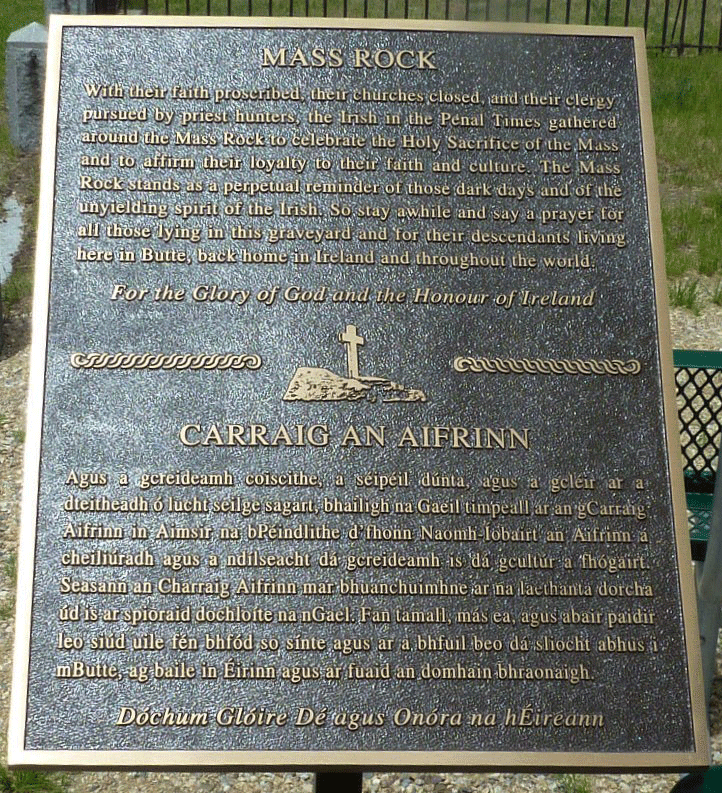 MASS ROCK
With their faith proscribed, their churches closed, and their clergy
pursued by priest hunters, the Irish in the Penal Times gathered
around the Mass Rock to celebrate the Holy Sacrifice of the Mass
and to affirm their loyalty to their faith and culture. The Mass
Rock stands as a perpetual reminder of those dark days and of the
unyielding spirit of the Irish. So stay awhile and say a prayer for
all those lying in this graveyard and for their descendants living
here in Butte, back home in Ireland and throughout the world.
For the Glory of God and the Honour of Ireland
CARRAIG AN AIFRINN
Agus a gcreideamh coiscithe, a séipéil dúnta, agus a gcléir ar a
dteitheadh ó lucht seilge sagart, bhailigh na Gaeil timpeall ar an gCarraig
Aifrinn in Aimsir na bPéindlithe d'fhonn Naomh-Íobairt an Aifrinn a
cheiliúradh agus a ndílseacht dá gcreideamh is dá gcultúr a fhógairt.
Seasann an Charraig Aifrinn mar bhuanchuimhne ar na laethanta dorcha
úd is ar spioraid dochloíte na nGael. Fan tamall, más ea, agus abair paidir
leo siúd uile fén bhfód so sínte agus ar a bhfuil beo dá sliocht abhus i
mButte, ag baile in Éirinn agus ar fuaid an domhain bhraonaigh.
Dóchum Glóire Dé agus Onóra na hÉireann